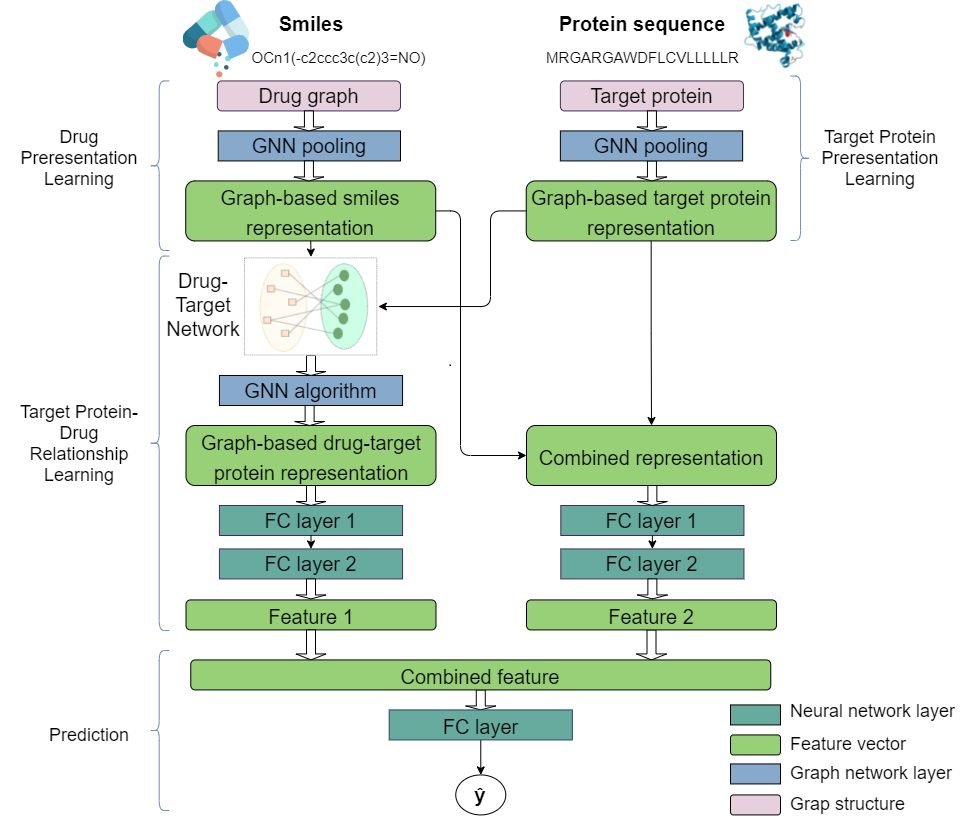 Smiles
Protein sequence
OCn1(-c2ccc3c(c2)3=NO)
MRGARGAWDFLCVLLLLLR
Drug graph
Target protein
GNN pooling
GNN pooling
Drug
Preresentation
Learning
Target Protein
Preresentation
Learning
Graph-based smiles
representation
Graph-based target protein
representation
Drug-
Target
Network
GNN algorithm
Target Protein-
Drug
Relationship
Learning
Graph-based drug-target
protein representation
Combined representation
FC layer 1
FC layer 1
FC layer 2
FC layer 2
Feature 1
Feature 2
Combined feature
FC layer
Prediction
ŷ
Neural network layer
Feature vector
Graph network layer
Grap structure